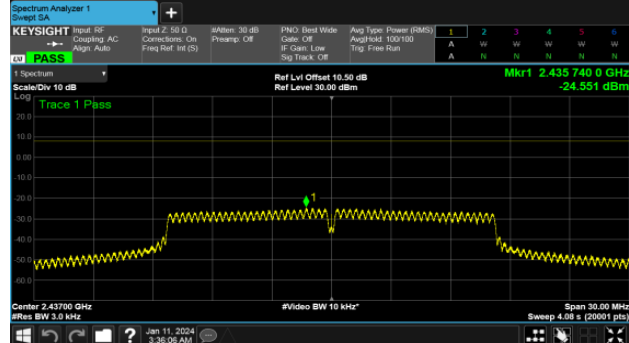 Spectrum Analyzer 1
Swept SA
+
KEYSIGHT Input: RF Input Z: 50 Ω #Atten: 30 dB PNO: Best Wide Avg Type: Power (RMS) 1 2 3 4 5 6
Coupling: AC Corrections: On Preamp: Off Gate: Off Avg|Hold: 100/100 A W W W W W
Align: Auto Freq Ref: Int (S) IF Gain: Low Trig: Free Run
LXI PASS Sig Track: Off A N N N N N
1 Spectrum Ref Lvl Offset 10.50 dB Mkr1 2.435 740 0 GHz
Scale/Div 10 dB Ref Level 30.00 dBm -24.551 dBm
Log Trace 1 Pass
20.0
10.0
0.00
-10.0
-20.0
1
-30.0
-40.0
-50.0
-60.0
Center 2.43700 GHz #Video BW 10 kHz* Span 30.00 MHz
#Res BW 3.0 kHz Sweep 4.08 s (20001 pts)
? Jan 11, 2024
3:36:06 AM